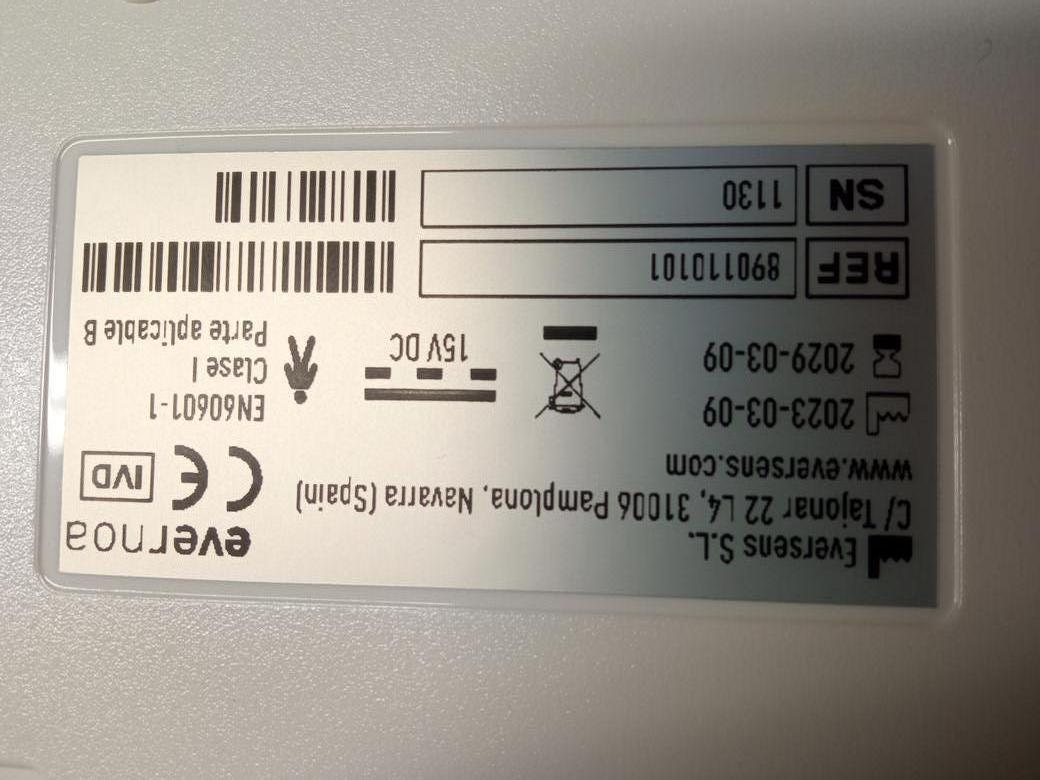 Eversens S.L.
C/ Tajonar 22 L4, 31006 Pamplona, Navarra (Spain)
www.eversens.com
evernoa
CE IVD
2023-03-09
2029-03-09
15V DC
EN60601-1
Clase I
Parte aplicable B
REF 890110101
SN 1130